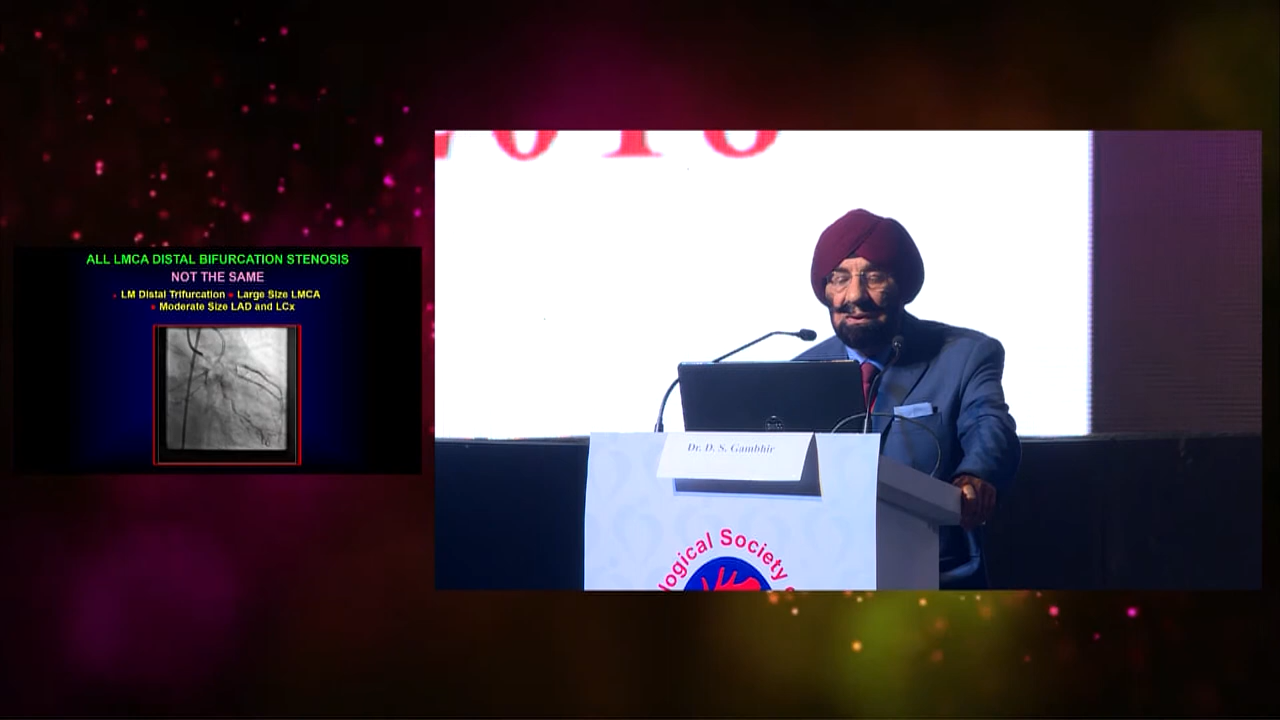 ALL LMCA DISTAL BIFURCATION STENOSIS
NOT THE SAME
LM Distal Trifurcation Large Size LMCA
Moderate Size LAD and LCx
2018
Dr. D. S. Gambhir
logical Society